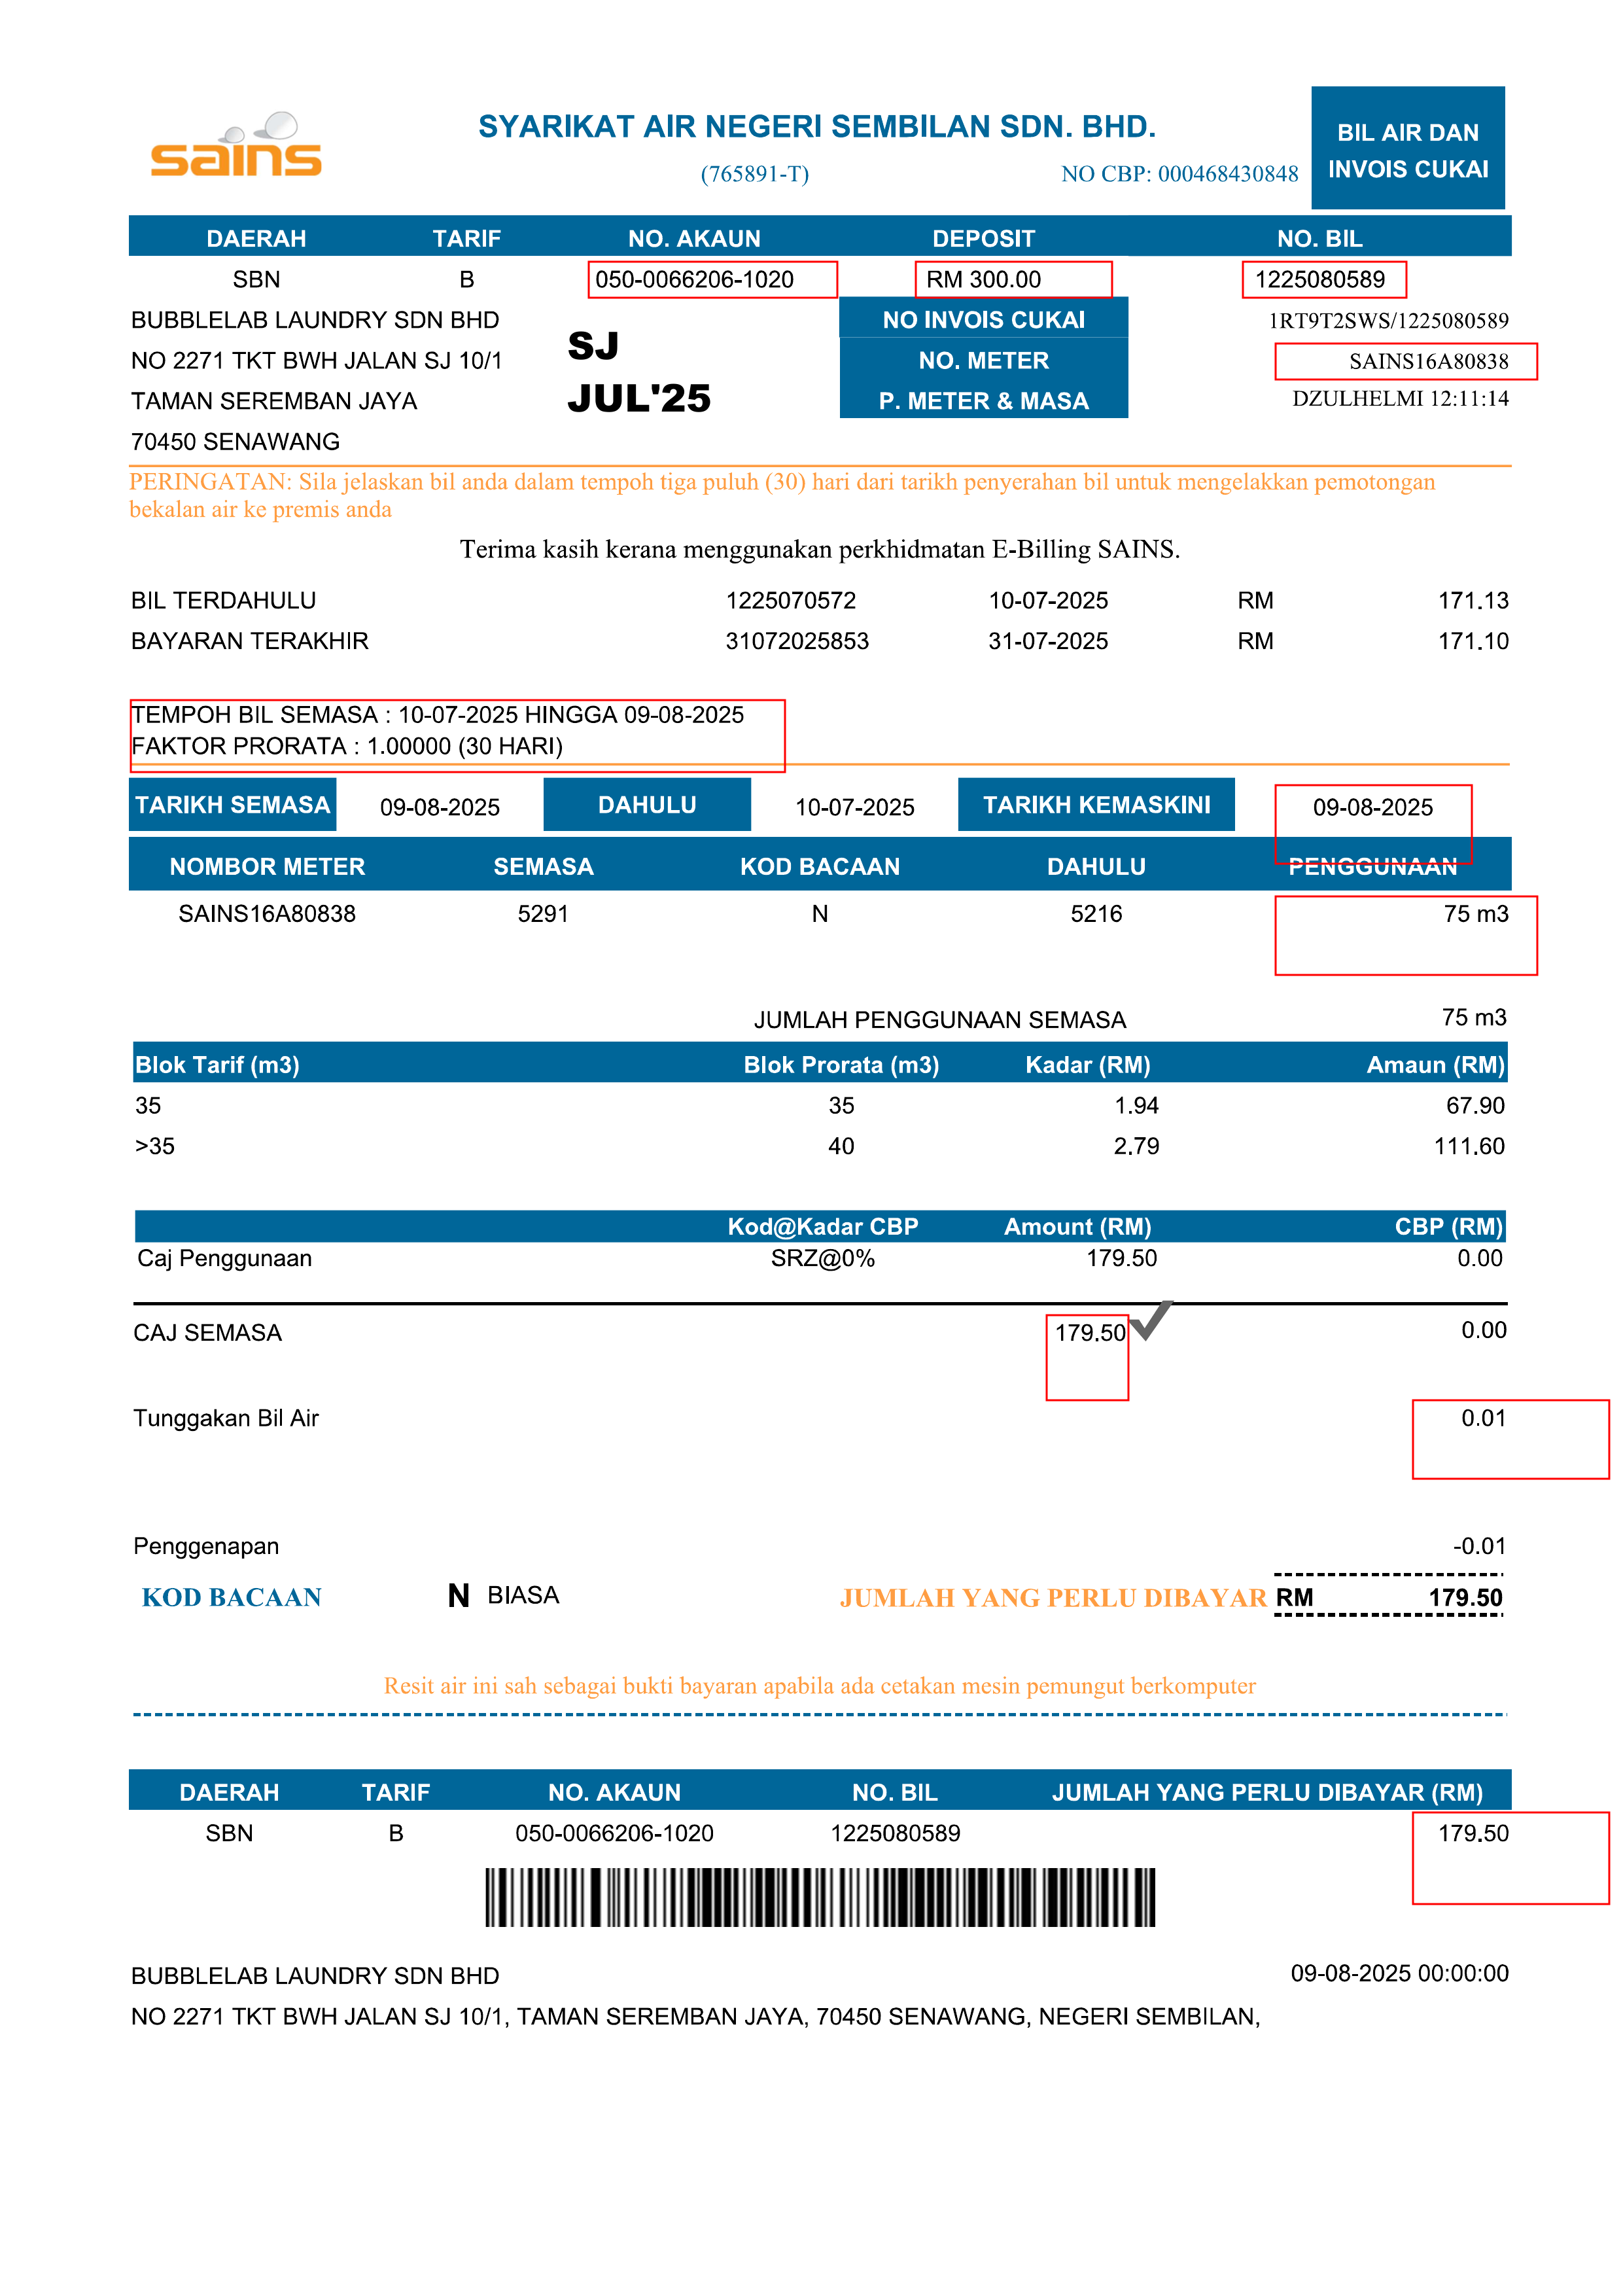 sains
SYARIKAT AIR NEGERI SEMBILAN SDN. BHD.
(765891-T) NO CBP: 000468430848
BIL AIR DAN
INVOIS CUKAI
DAERAH TARIF NO. AKAUN DEPOSIT NO. BIL
SBN B 050-0066206-1020 RM 300.00 1225080589
BUBBLELAB LAUNDRY SDN BHD
NO 2271 TKT BWH JALAN SJ 10/1
TAMAN SEREMBAN JAYA
70450 SENAWANG
SJ
JUL'25
NO INVOIS CUKAI 1RT9T2SWS/1225080589
NO. METER SAINS16A80838
P. METER & MASA DZULHELMI 12:11:14
PERINGATAN: Sila jelaskan bil anda dalam tempoh tiga puluh (30) hari dari tarikh penyerahan bil untuk mengelakkan pemotongan
bekalan air ke premis anda
Terima kasih kerana menggunakan perkhidmatan E-Billing SAINS.
BIL TERDAHULU 1225070572 10-07-2025 RM 171.13
BAYARAN TERAKHIR 31072025853 31-07-2025 RM 171.10
TEMPOH BIL SEMASA : 10-07-2025 HINGGA 09-08-2025
FAKTOR PRORATA : 1.00000 (30 HARI)
TARIKH SEMASA 09-08-2025 DAHULU 10-07-2025 TARIKH KEMASKINI 09-08-2025
NOMBOR METER SEMASA KOD BACAAN DAHULU PENGGUNAAN
SAINS16A80838 5291 N 5216 75 m3
JUMLAH PENGGUNAAN SEMASA 75 m3
Blok Tarif (m3) Blok Prorata (m3) Kadar (RM) Amaun (RM)
35 35 1.94 67.90
>35 40 2.79 111.60
Kod@Kadar CBP Amount (RM) CBP (RM)
Caj Penggunaan SRZ@0% 179.50 0.00
CAJ SEMASA 179.50 0.00
Tunggakan Bil Air 0.01
Penggenapan -0.01
KOD BACAAN N BIASA JUMLAH YANG PERLU DIBAYAR RM 179.50
Resit air ini sah sebagai bukti bayaran apabila ada cetakan mesin pemungut berkomputer
DAERAH TARIF NO. AKAUN NO. BIL JUMLAH YANG PERLU DIBAYAR (RM)
SBN B 050-0066206-1020 1225080589 179.50
BUBBLELAB LAUNDRY SDN BHD 09-08-2025 00:00:00
NO 2271 TKT BWH JALAN SJ 10/1, TAMAN SEREMBAN JAYA, 70450 SENAWANG, NEGERI SEMBILAN,